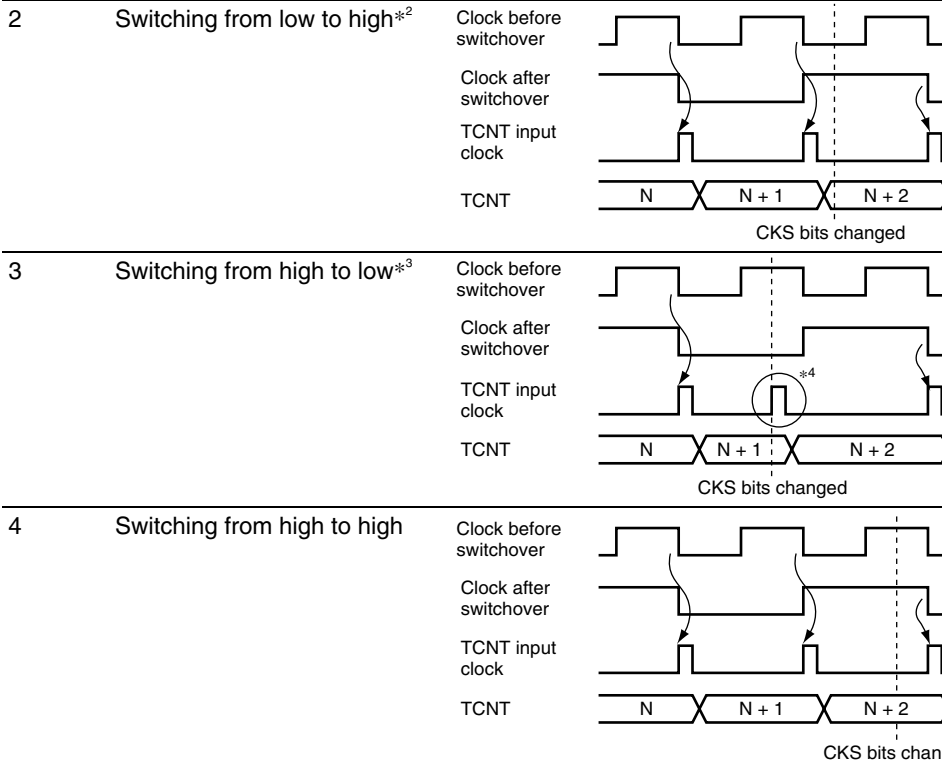 2 Switching from low to high*2
Clock before
switchover
Clock after
switchover
TCNT input
clock
TCNT N N + 1 N + 2
CKS bits changed
3 Switching from high to low*3
Clock before
switchover
Clock after
switchover
TCNT input
clock
*4
TCNT N N + 1 N + 2
CKS bits changed
4 Switching from high to high
Clock before
switchover
Clock after
switchover
TCNT input
clock
TCNT N N + 1 N + 2
CKS bits chan